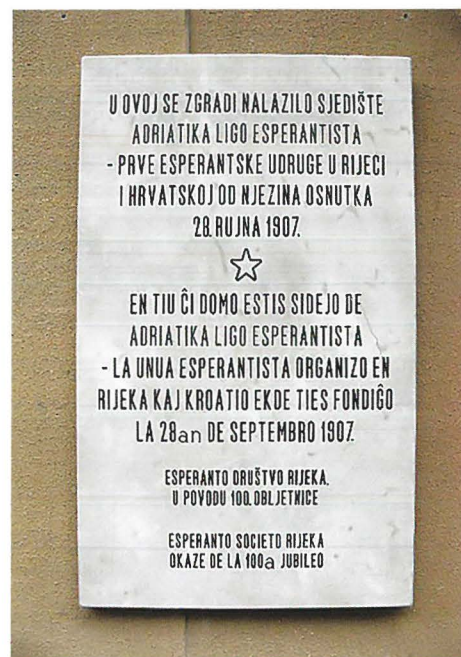 U OVOJ SE ZGRADI NALAZILO SJEDIŠTE
ADRIATIKA LIGO ESPERANTISTA
- PRVE ESPERANTSKE UDRUGE U RIJECI
I HRVATSKOJ OD NJEZINA OSNUTKA
28. RUJNA 1907.
EN TIU ĈI DOMO ESTIS SIDEJO DE
ADRIATIKA LIGO ESPERANTISTA
- LA UNUA ESPERANTISTA ORGANIZO EN
RIJEKA KAJ KROATIO EKDE TIES FONDIĜO
LA 28an DE SEPTEMBRO 1907.
ESPERANTO DRUŠTVO RIJEKA,
U POVODU 100. OBLJETNICE
ESPERANTO SOCIETO RIJEKA
OKAZE DE LA 100a JUBILEO